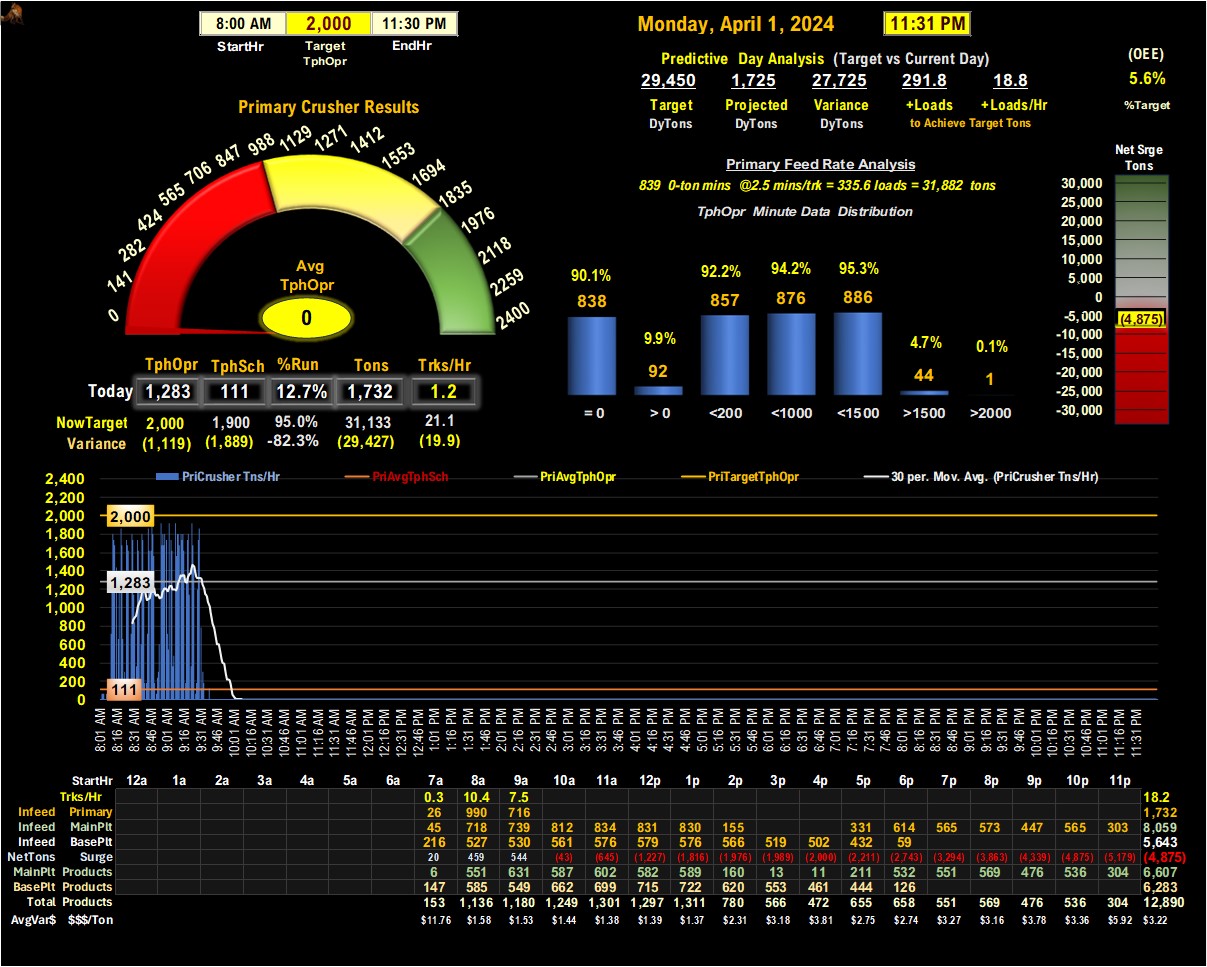 8:00 AM 2,000 11:30 PM
StartHr Target TphOpr EndHr
Monday, April 1, 2024 11:31 PM
Predictive Day Analysis (Target vs Current Day)
29,450 1,725 27,725 291.8 18.8
Target Projected Variance +Loads +Loads/Hr
DyTons DyTons DyTons to Achieve Target Tons
(OEE)
5.6%
%Target
Primary Crusher Results
0 141 282 424 565 706 847 988 1129 1271 1412 1553 1694 1835 1976 2118 2259 2400
Avg
TphOpr
0
TphOpr TphSch %Run Tons Trks/Hr
Today 1,283 111 12.7% 1,732 1.2
NowTarget 2,000 1,900 95.0% 31,133 21.1
Variance (1,119) (1,889) -82.3% (29,427) (19.9)
Primary Feed Rate Analysis
839 0-ton mins @2.5 mins/trk = 335.6 loads = 31,882 tons
TphOpr Minute Data Distribution
90.1% 9.9% 92.2% 94.2% 95.3% 4.7% 0.1%
838 92 857 876 886 44 1
= 0 > 0 <200 <1000 <1500 >1500 >2000
Net Srge
Tons
30,000
25,000
20,000
15,000
10,000
5,000
0
-5,000
(4,875)
-10,000
-15,000
-20,000
-25,000
-30,000
PriCrusher Tns/Hr PriAvgTphSch PriAvgTphOpr PriTargetTphOpr 30 per. Mov. Avg. (PriCrusher Tns/Hr)
2,400
2,200
2,000
1,800
1,600
1,400
1,200
1,000
800
600
400
200
0
2,000
1,283
111
8:01 AM 8:16 AM 8:31 AM 8:46 AM 9:01 AM 9:16 AM 9:31 AM 9:46 AM 10:01 AM 10:16 AM 10:31 AM 10:46 AM 11:01 AM 11:16 AM 11:31 AM 11:46 AM 12:01 PM 12:16 PM 12:31 PM 12:46 PM 1:01 PM 1:16 PM 1:31 PM 1:46 PM 2:01 PM 2:16 PM 2:31 PM 2:46 PM 3:01 PM 3:16 PM 3:31 PM 3:46 PM 4:01 PM 4:16 PM 4:31 PM 4:46 PM 5:01 PM 5:16 PM 5:31 PM 5:46 PM 6:01 PM 6:16 PM 6:31 PM 6:46 PM 7:01 PM 7:16 PM 7:31 PM 7:46 PM 8:01 PM 8:16 PM 8:31 PM 8:46 PM 9:01 PM 9:16 PM 9:31 PM 9:46 PM 10:01 PM 10:16 PM 10:31 PM 10:46 PM 11:01 PM 11:16 PM 11:31 PM
StartHr 12a 1a 2a 3a 4a 5a 6a 7a 8a 9a 10a 11a 12p 1p 2p 3p 4p 5p 6p 7p 8p 9p 10p 11p
Trks/Hr 0.3 10.4 7.5 18.2
Infeed Primary 26 990 716 1,732
Infeed MainPlt 45 718 739 812 834 831 830 155 331 614 565 573 447 565 303 8,059
Infeed BasePlt 216 527 530 561 576 579 576 566 519 502 432 59 5,643
NetTons Surge 20 459 544 (43) (645) (1,227) (1,816) (1,976) (1,989) (2,000) (2,211) (2,743) (3,294) (3,863) (4,339) (4,875) (5,179) (4,875)
MainPlt Products 6 551 631 587 602 582 589 160 13 11 211 532 551 569 476 536 304 6,607
BasePlt Products 147 585 549 662 699 715 722 620 553 461 444 126 6,283
Total Products 153 1,136 1,180 1,249 1,301 1,297 1,311 780 566 472 655 658 551 569 476 536 304 12,890
AvgVar$ $$$/Ton $11.76 $1.58 $1.53 $1.44 $1.38 $1.39 $1.37 $2.31 $3.18 $3.81 $2.75 $2.74 $3.27 $3.16 $3.78 $3.36 $5.92 $3.22